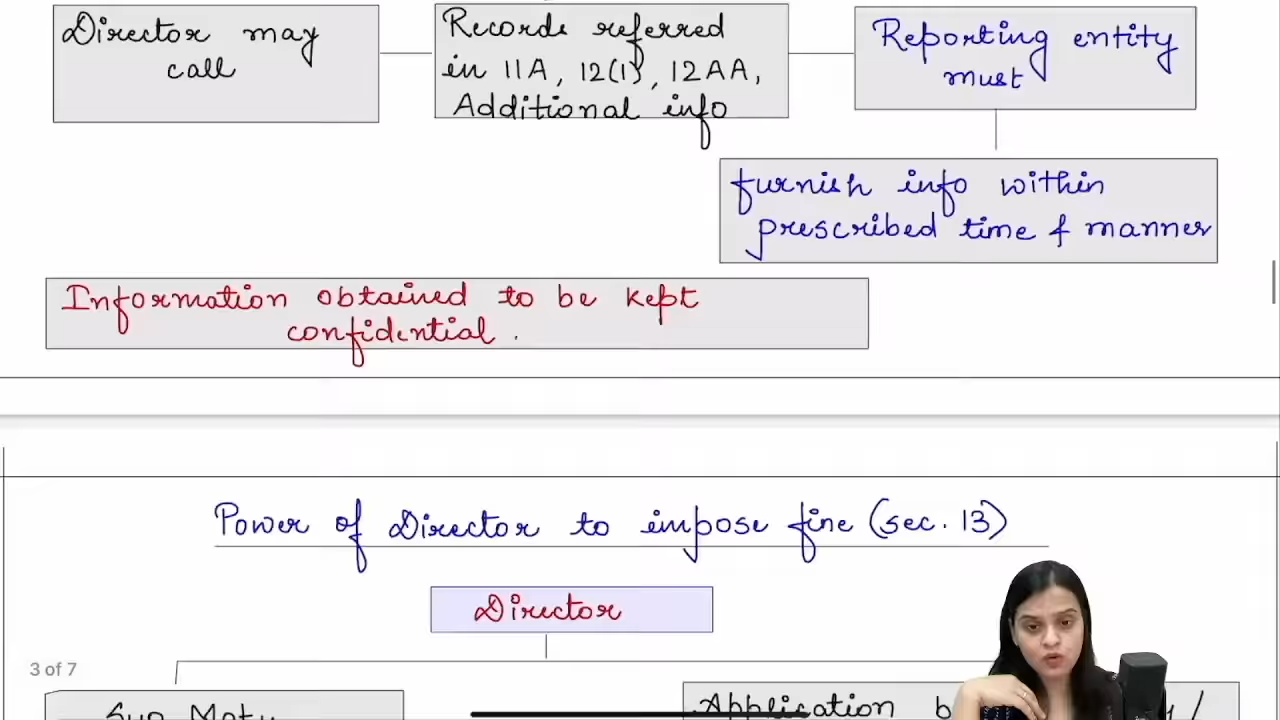 Director may
call
Records referred
in 11A, 12(1), 12AA,
Additional info
Reporting entity
must
furnish info within
prescribed time & manner
Information obtained to be kept
confidential.
Power of Director to impose fine (sec. 13)
Director
3 of 7
Suo Motu
Application